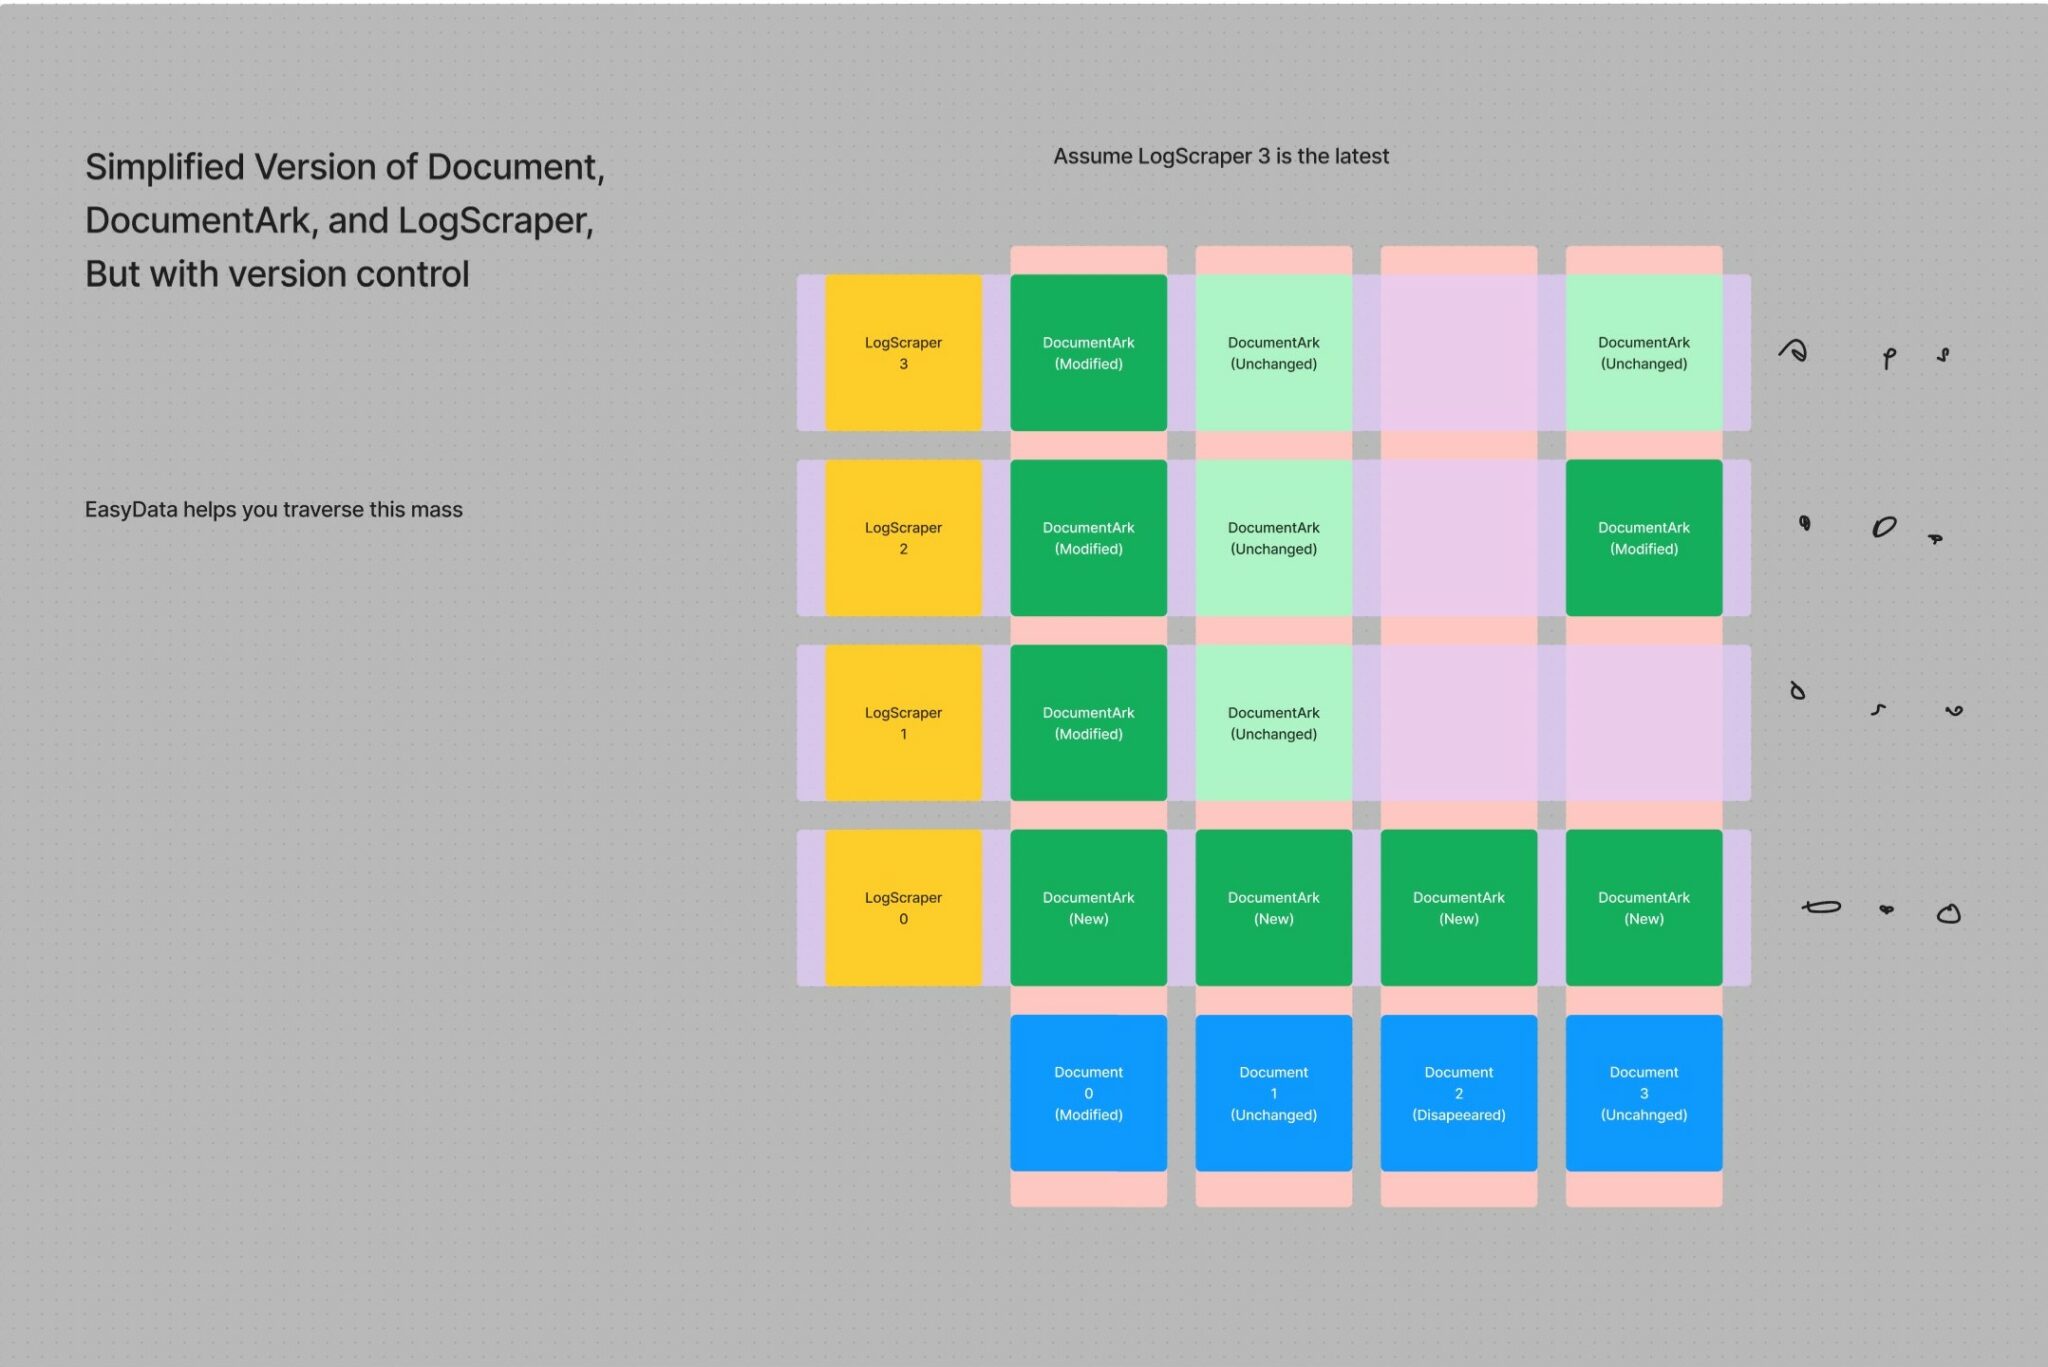 Simplified Version of Document,
DocumentArk, and LogScraper,
But with version control
EasyData helps you traverse this mass
Assume LogScraper 3 is the latest
LogScraper
3
DocumentArk
(Modified)
DocumentArk
(Unchanged)
DocumentArk
(Unchanged)
LogScraper
2
DocumentArk
(Modified)
DocumentArk
(Unchanged)
DocumentArk
(Modified)
LogScraper
1
DocumentArk
(Modified)
DocumentArk
(Unchanged)
LogScraper
0
DocumentArk
(New)
DocumentArk
(New)
DocumentArk
(New)
DocumentArk
(New)
Document
0
(Modified)
Document
1
(Unchanged)
Document
2
(Disapeeared)
Document
3
(Uncahnged)